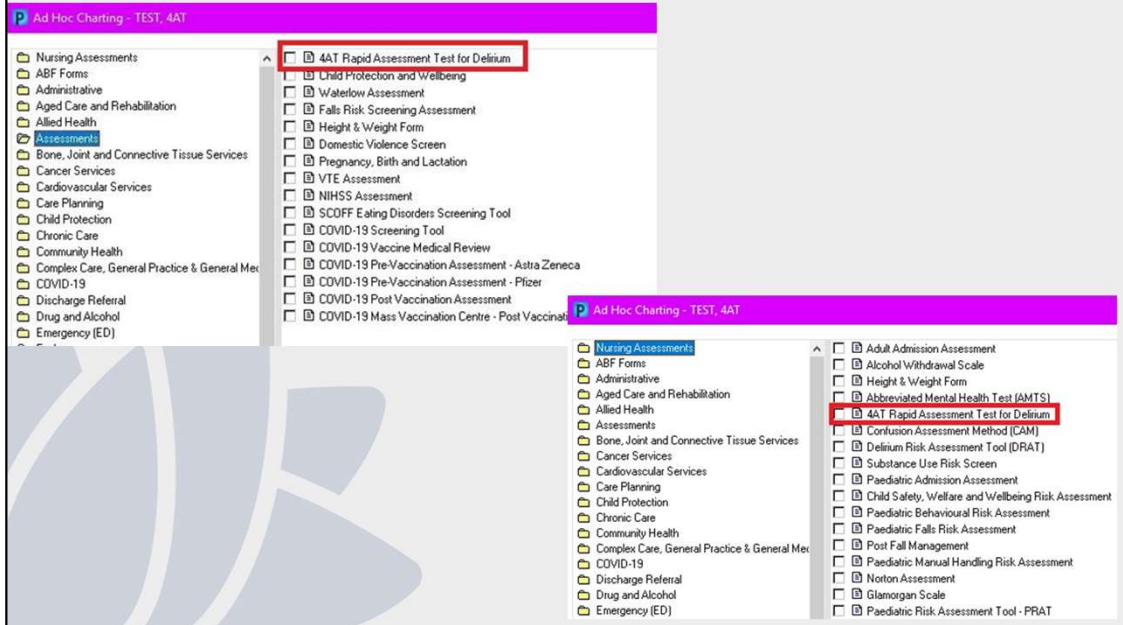 P Ad Hoc Charting - TEST, 4AT
Nursing Assessments
ABF Forms
Administrative
Aged Care and Rehabilitation
Allied Health
Assessments
Bone, Joint and Connective Tissue Services
Cancer Services
Cardiovascular Services
Care Planning
Child Protection
Chronic Care
Community Health
Complex Care, General Practice & General Mec
COVID-19
Discharge Referral
Drug and Alcohol
Emergency (ED)
4AT Rapid Assessment Test for Delirium
Child Protection and Wellbeing
Waterlow Assessment
Falls Risk Screening Assessment
Height & Weight Form
Domestic Violence Screen
Pregnancy, Birth and Lactation
VTE Assessment
NIHSS Assessment
SCOFF Eating Disorders Screening Tool
COVID-19 Screening Tool
COVID-19 Vaccine Medical Review
COVID-19 Pre-Vaccination Assessment - Astra Zeneca
COVID-19 Pre-Vaccination Assessment - Pfizer
COVID-19 Post Vaccination Assessment
COVID-19 Mass Vaccination Centre - Post Vaccinati
P Ad Hoc Charting - TEST, 4AT
Nursing Assessments
ABF Forms
Administrative
Aged Care and Rehabilitation
Allied Health
Assessments
Bone, Joint and Connective Tissue Services
Cancer Services
Cardiovascular Services
Care Planning
Child Protection
Chronic Care
Community Health
Complex Care, General Practice & General Mec
COVID-19
Discharge Referral
Drug and Alcohol
Emergency (ED)
Adult Admission Assessment
Alcohol Withdrawal Scale
Height & Weight Form
Abbreviated Mental Health Test (AMTS)
4AT Rapid Assessment Test for Delirium
Confusion Assessment Method (CAM)
Delirium Risk Assessment Tool (DRAT)
Substance Use Risk Screen
Paediatric Admission Assessment
Child Safety, Welfare and Wellbeing Risk Assessment
Paediatric Behavioural Risk Assessment
Paediatric Falls Risk Assessment
Post Fall Management
Paediatric Manual Handling Risk Assessment
Norton Assessment
Glamorgan Scale
Paediatric Risk Assessment Tool - PRAT